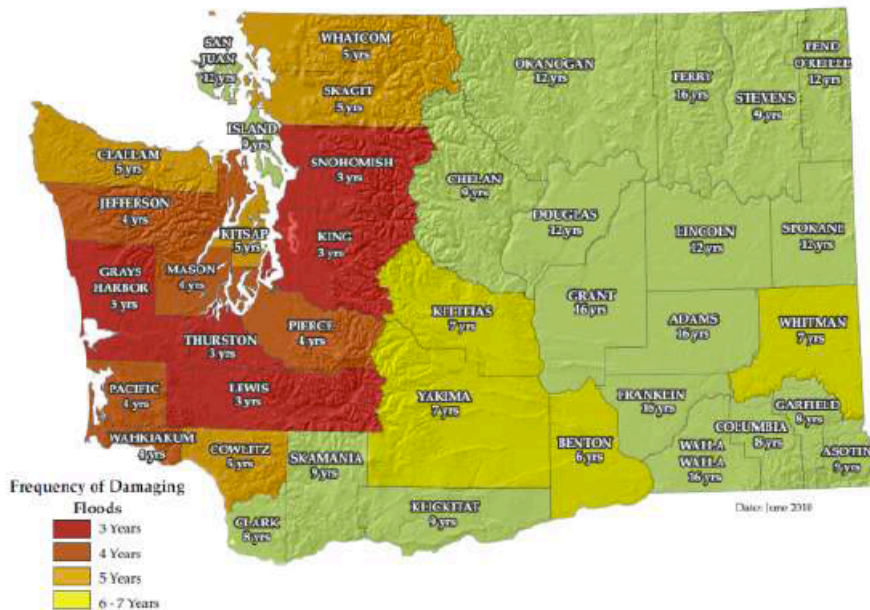 SAN
JUAN
12 yrs
WHATCOM
5 yrs
SKAGIT
5 yrs
OKANOGAN
12 yrs
FERRY
16 yrs
STEVENS
9 yrs
PEND
O'REILLE
12 yrs
ISLAND
yrs
CLALLAM
5 yrs
SNOHOMISH
3 yrs
CHELAN
9 yrs
JEFFERSON
4 yrs
KITSAP
5 yrs
KING
3 yrs
DOUGLAS
12 yrs
LINCOLN
12 yrs
SPOKANE
12 yrs
GRAYS
HARBOR
3 yrs
MASON
4 yrs
GRANT
16 yrs
KITTITAS
7 yrs
PIERCE
4 yrs
THURSTON
3 yrs
ADAMS
16 yrs
WHITMAN
7 yrs
LEWIS
3 yrs
PACIFIC
4 yrs
YAKIMA
7 yrs
FRANKLIN
16 yrs
GARFIELD
yrs
COLUMBIA
8 yrs
WAHKIAKUM
4 yrs
COWLITZ
5 yrs
SKAMANIA
9 yrs
BENTON
6 yrs
WALLA
WALLA
16 yrs
ASOTIN
9 yrs
KLICKITAT
9 yrs
CLARK
8 yrs
Date: June 2010
Frequency of Damaging
Floods
3 Years
4 Years
5 Years
6 - 7 Years